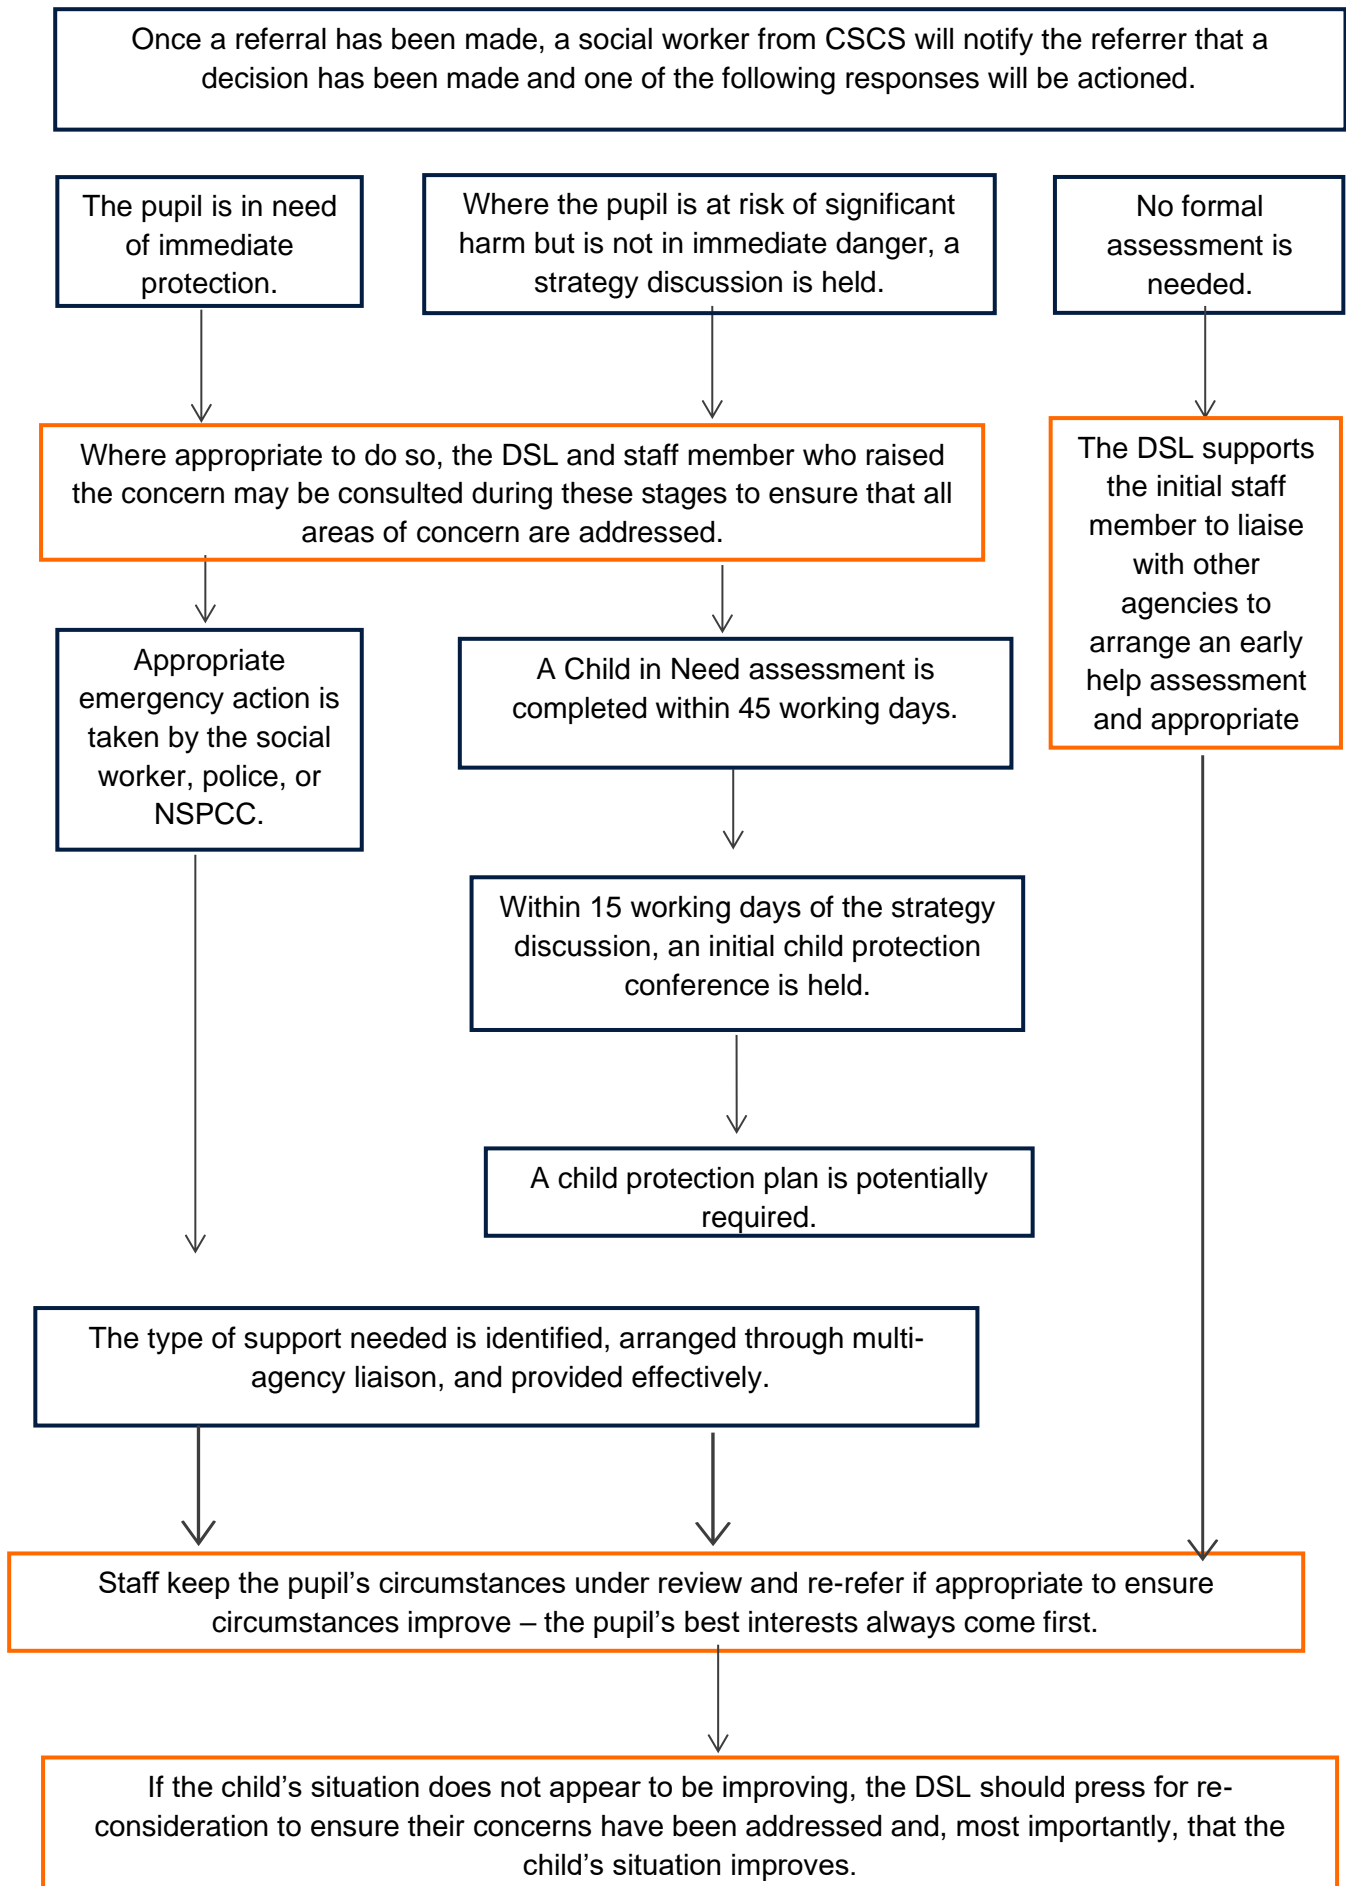 Once a referral has been made, a social worker from CSCS will notify the referrer that a
decision has been made and one of the following responses will be actioned.
The pupil is in need
of immediate
protection.
Where the pupil is at risk of significant
harm but is not in immediate danger, a
strategy discussion is held.
No formal
assessment is
needed.
Where appropriate to do so, the DSL and staff member who raised
the concern may be consulted during these stages to ensure that all
areas of concern are addressed.
The DSL supports
the initial staff
member to liaise
with other
agencies to
arrange an early
help assessment
and appropriate
Appropriate
emergency action is
taken by the social
worker, police, or
NSPCC.
A Child in Need assessment is
completed within 45 working days.
Within 15 working days of the strategy
discussion, an initial child protection
conference is held.
A child protection plan is potentially
required.
The type of support needed is identified, arranged through multi-
agency liaison, and provided effectively.
Staff keep the pupil’s circumstances under review and re-refer if appropriate to ensure
circumstances improve – the pupil’s best interests always come first.
If the child’s situation does not appear to be improving, the DSL should press for re-
consideration to ensure their concerns have been addressed and, most importantly, that the
child’s situation improves.